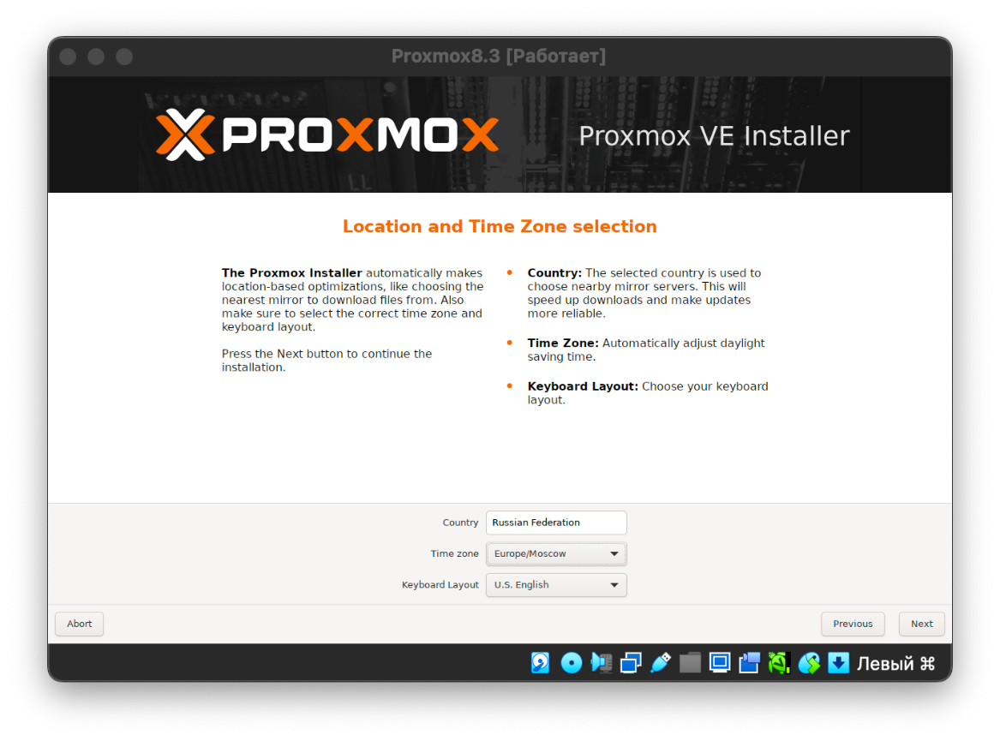 Proxmox8.3 [Работает]
PROXMOX
Proxmox VE Installer
Location and Time Zone selection
The Proxmox Installer automatically makes
location-based optimizations, like choosing the
nearest mirror to download files from. Also
make sure to select the correct time zone and
keyboard layout.
Press the Next button to continue the
installation.
Country: The selected country is used to
choose nearby mirror servers. This will
speed up downloads and make updates
more reliable.
Time Zone: Automatically adjust daylight
saving time.
Keyboard Layout: Choose your keyboard
layout.
Country Russian Federation
Time zone Europe/Moscow
Keyboard Layout U.S. English
Abort Previous Next
Левый ⌘